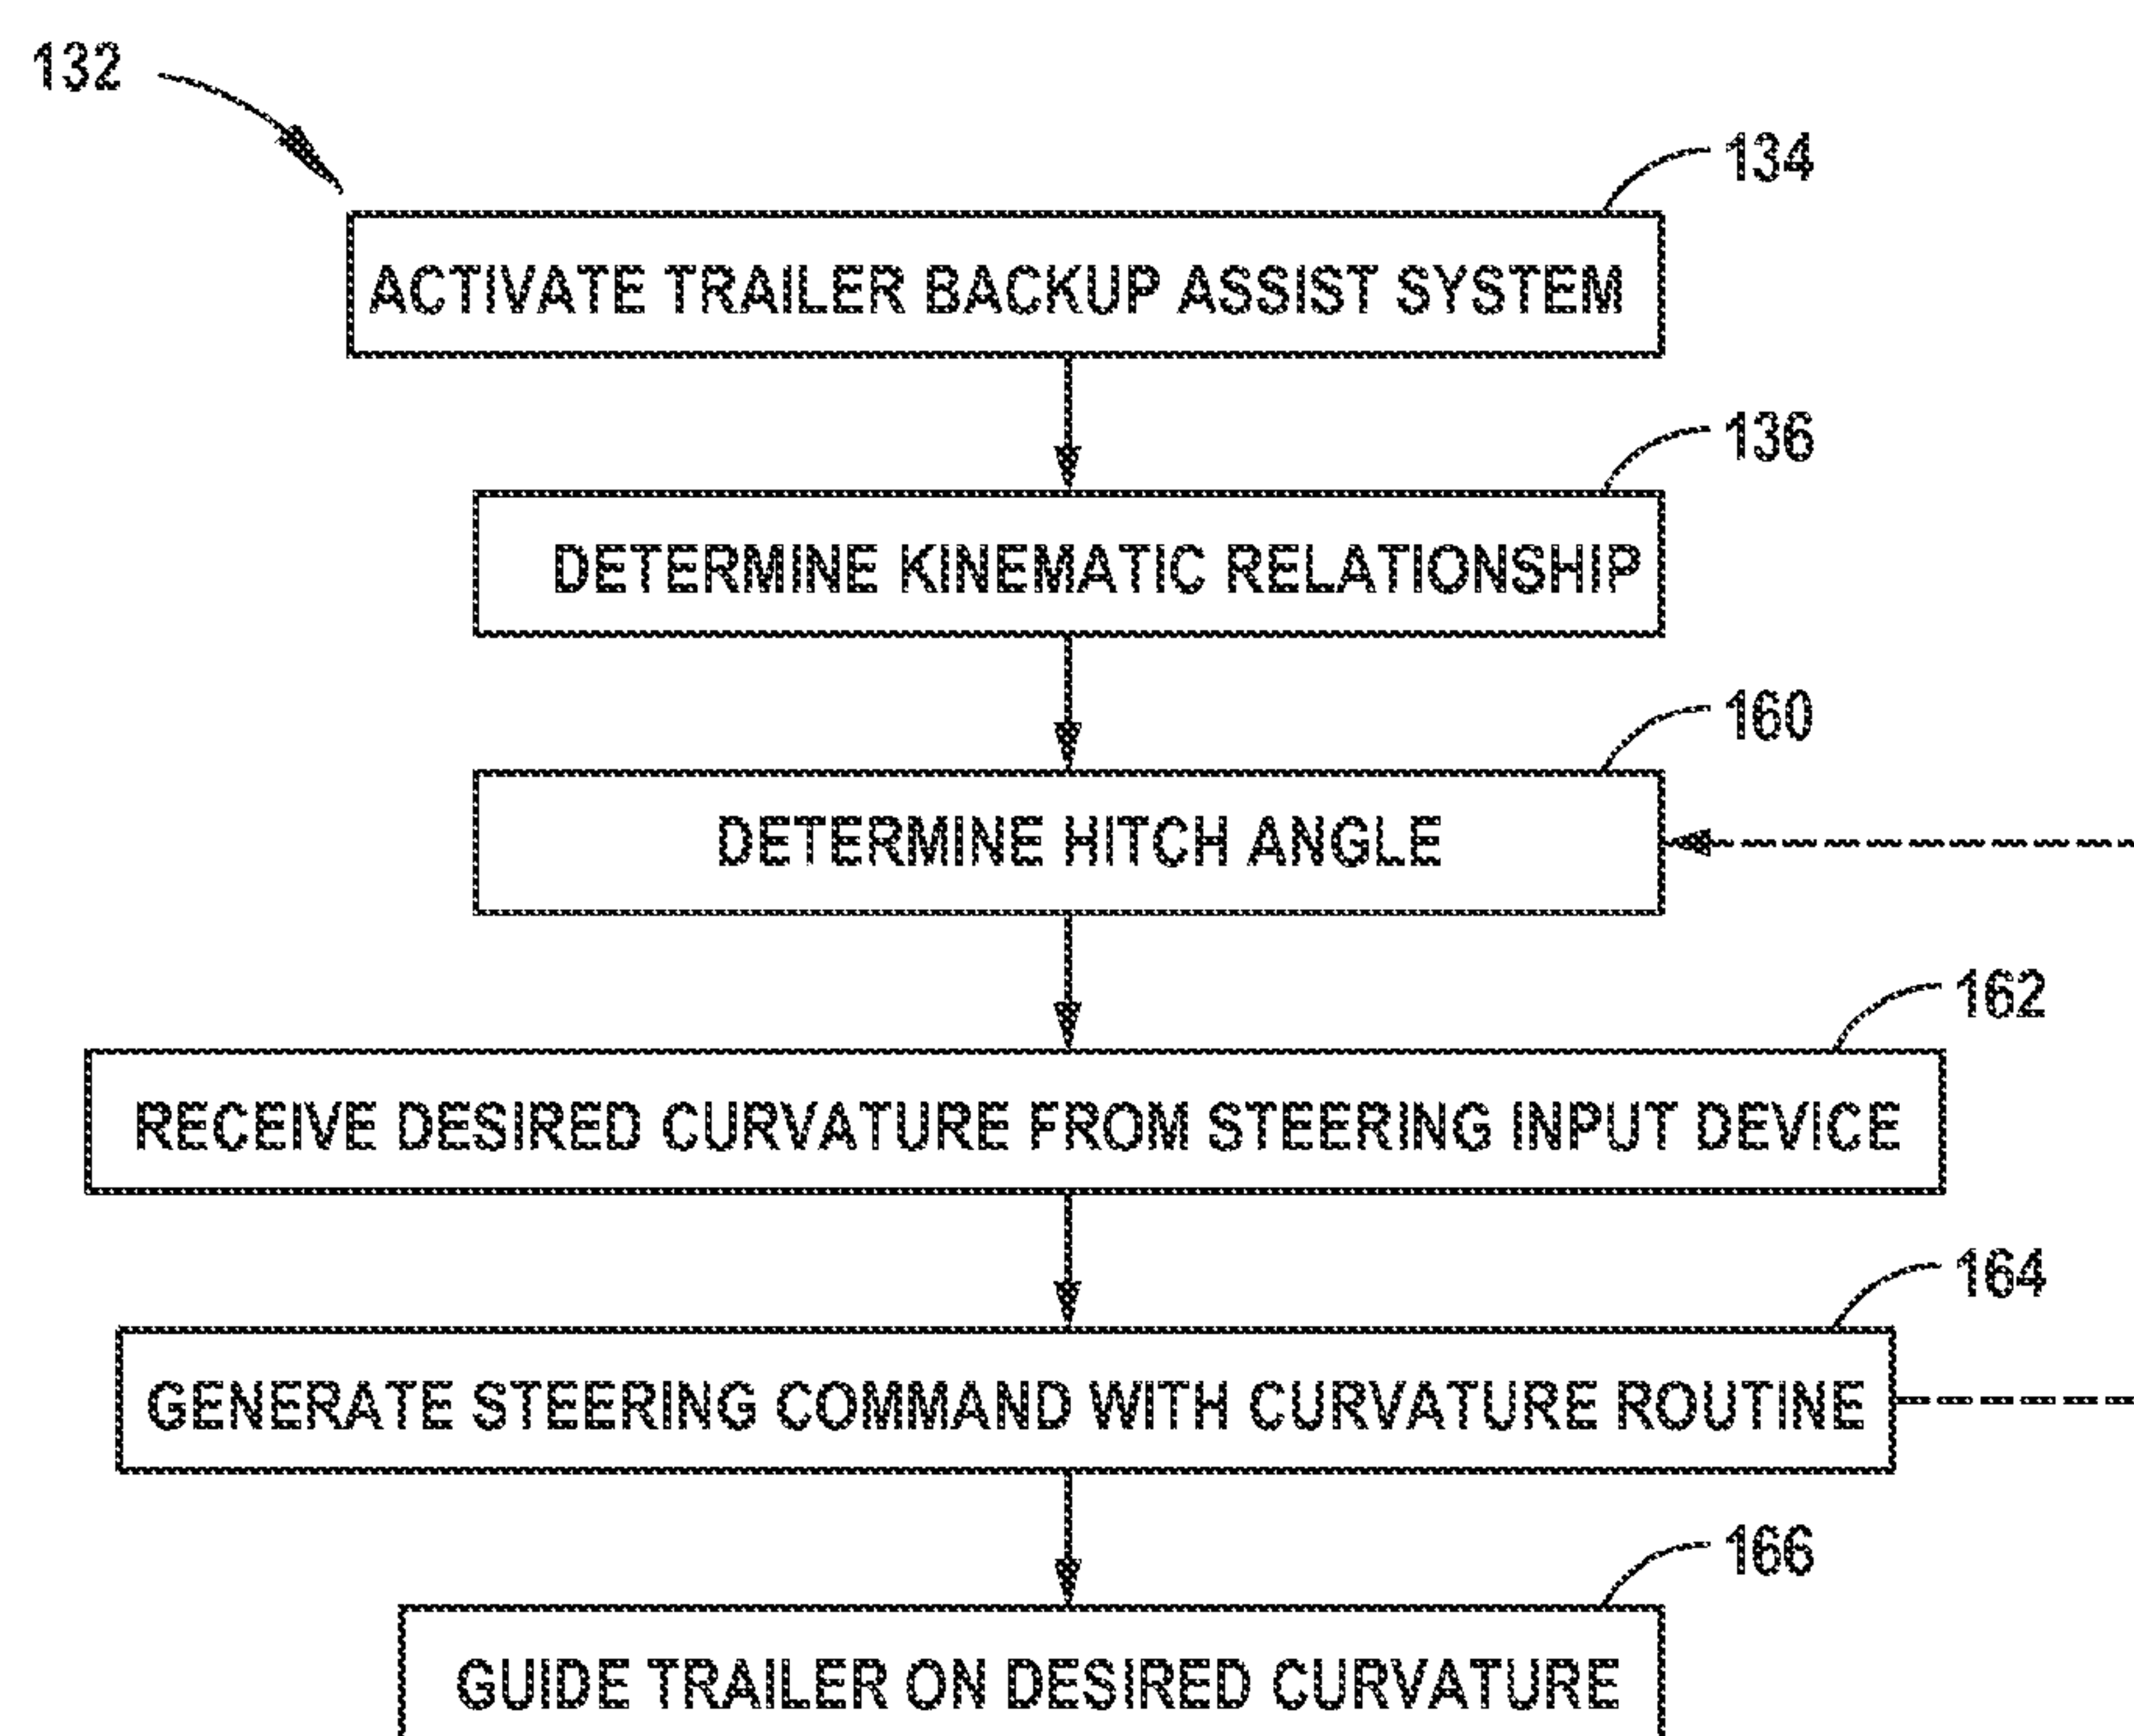 132
134
ACTIVATE TRAILER BACKUP ASSIST SYSTEM
136
DETERMINE KINEMATIC RELATIONSHIP
160
DETERMINE HITCH ANGLE
162
RECEIVE DESIRED CURVATURE FROM STEERING INPUT DEVICE
164
GENERATE STEERING COMMAND WITH CURVATURE ROUTINE
166
GUIDE TRAILER ON DESIRED CURVATURE